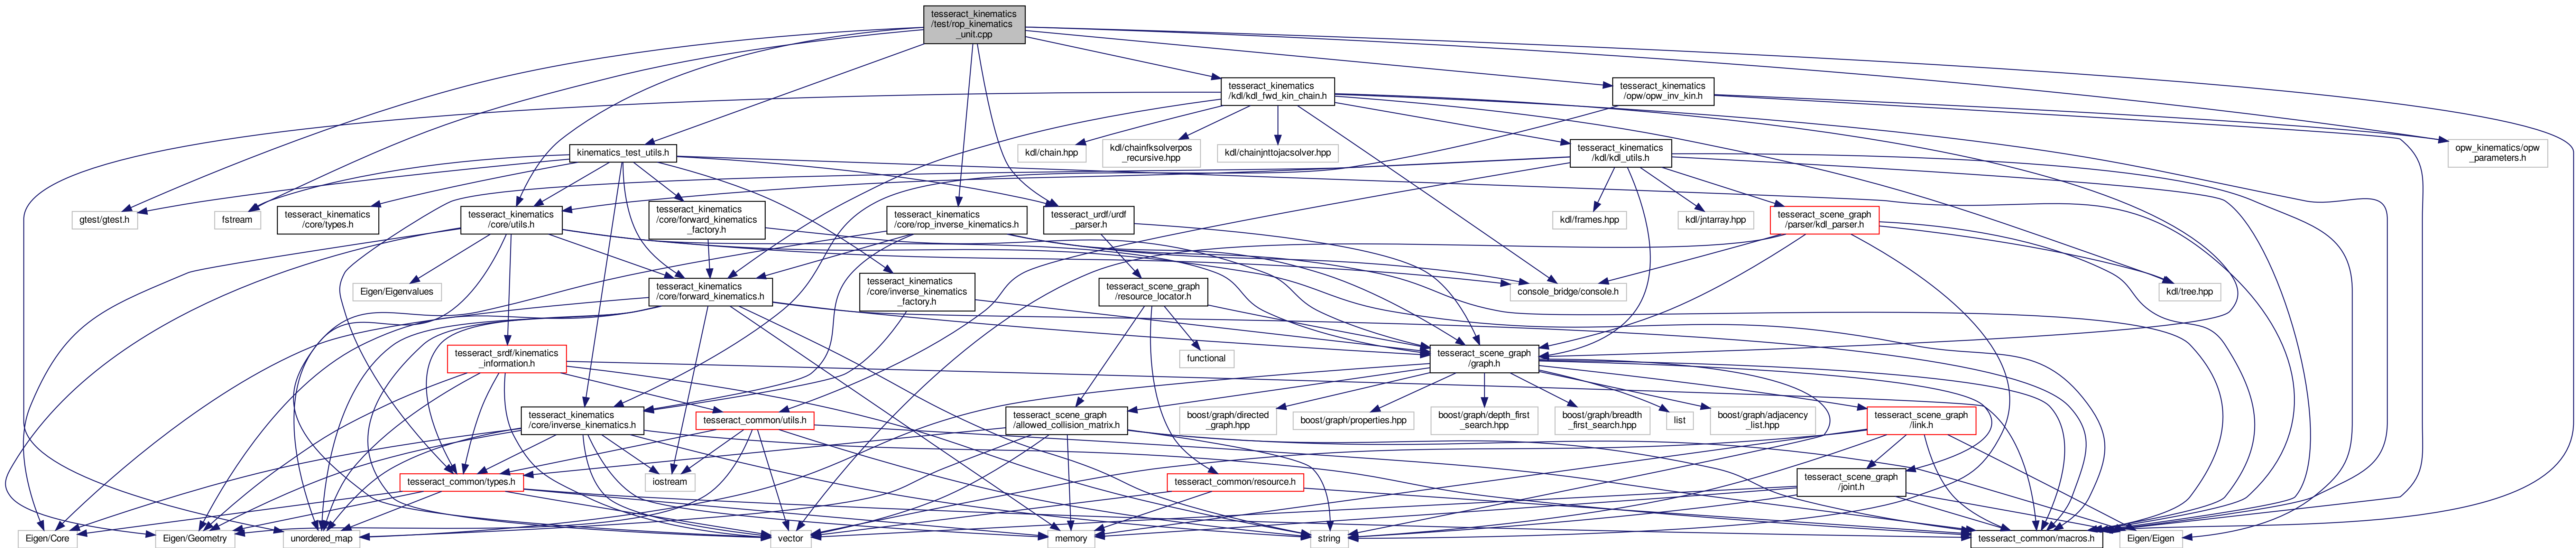 tesseract_kinematics
/test/rop_kinematics
_unit.cpp
tesseract_kinematics
/kdl/kdl_fwd_kin_chain.h
tesseract_kinematics
/opw/opw_inv_kin.h
kinematics_test_utils.h
kdl/chain.hpp
kdl/chainfksolverpos
_recursive.hpp
kdl/chainjnttojacsolver.hpp
tesseract_kinematics
/kdl/kdl_utils.h
opw_kinematics/opw
_parameters.h
gtest/gtest.h
fstream
tesseract_kinematics
/core/types.h
tesseract_kinematics
/core/utils.h
tesseract_kinematics
/core/forward_kinematics
_factory.h
tesseract_kinematics
/core/rop_inverse_kinematics.h
tesseract_urdf/urdf
_parser.h
kdl/frames.hpp
kdl/jntarray.hpp
tesseract_scene_graph
/parser/kdl_parser.h
Eigen/Eigenvalues
tesseract_kinematics
/core/forward_kinematics.h
tesseract_kinematics
/core/inverse_kinematics
_factory.h
tesseract_scene_graph
/resource_locator.h
console_bridge/console.h
kdl/tree.hpp
tesseract_srdf/kinematics
_information.h
functional
tesseract_scene_graph
/graph.h
tesseract_kinematics
/core/inverse_kinematics.h
tesseract_common/utils.h
tesseract_scene_graph
/allowed_collision_matrix.h
boost/graph/directed
_graph.hpp
boost/graph/properties.hpp
boost/graph/depth_first
_search.hpp
boost/graph/breadth
_first_search.hpp
list
boost/graph/adjacency
_list.hpp
tesseract_scene_graph
/link.h
tesseract_common/types.h
iostream
tesseract_common/resource.h
tesseract_scene_graph
/joint.h
Eigen/Core
Eigen/Geometry
unordered_map
vector
memory
string
tesseract_common/macros.h
Eigen/Eigen